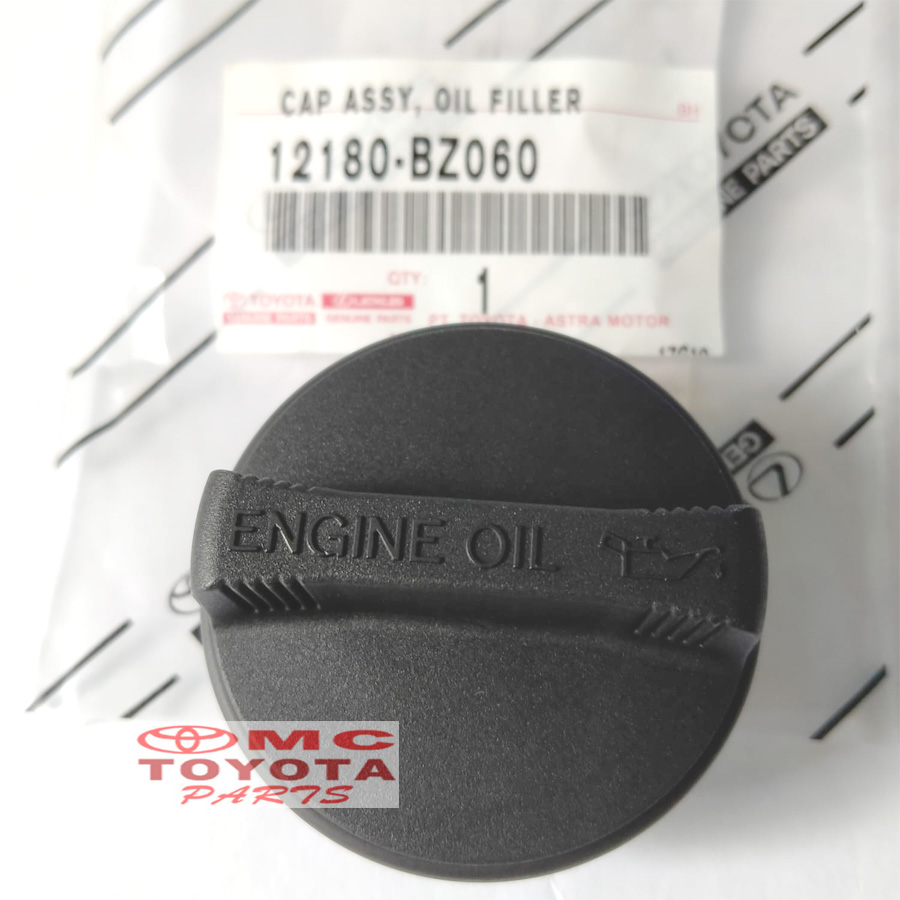 CAP ASSY, OIL FILLER
12180-BZ060
QTY: 1
TOYOTA LEXUS
GENUINE PARTS GENUINE PARTS PT. TOYOTA - ASTRA MOTOR
TOYOTA
PARTS
ENGINE OIL
MC
TOYOTA
PARTS